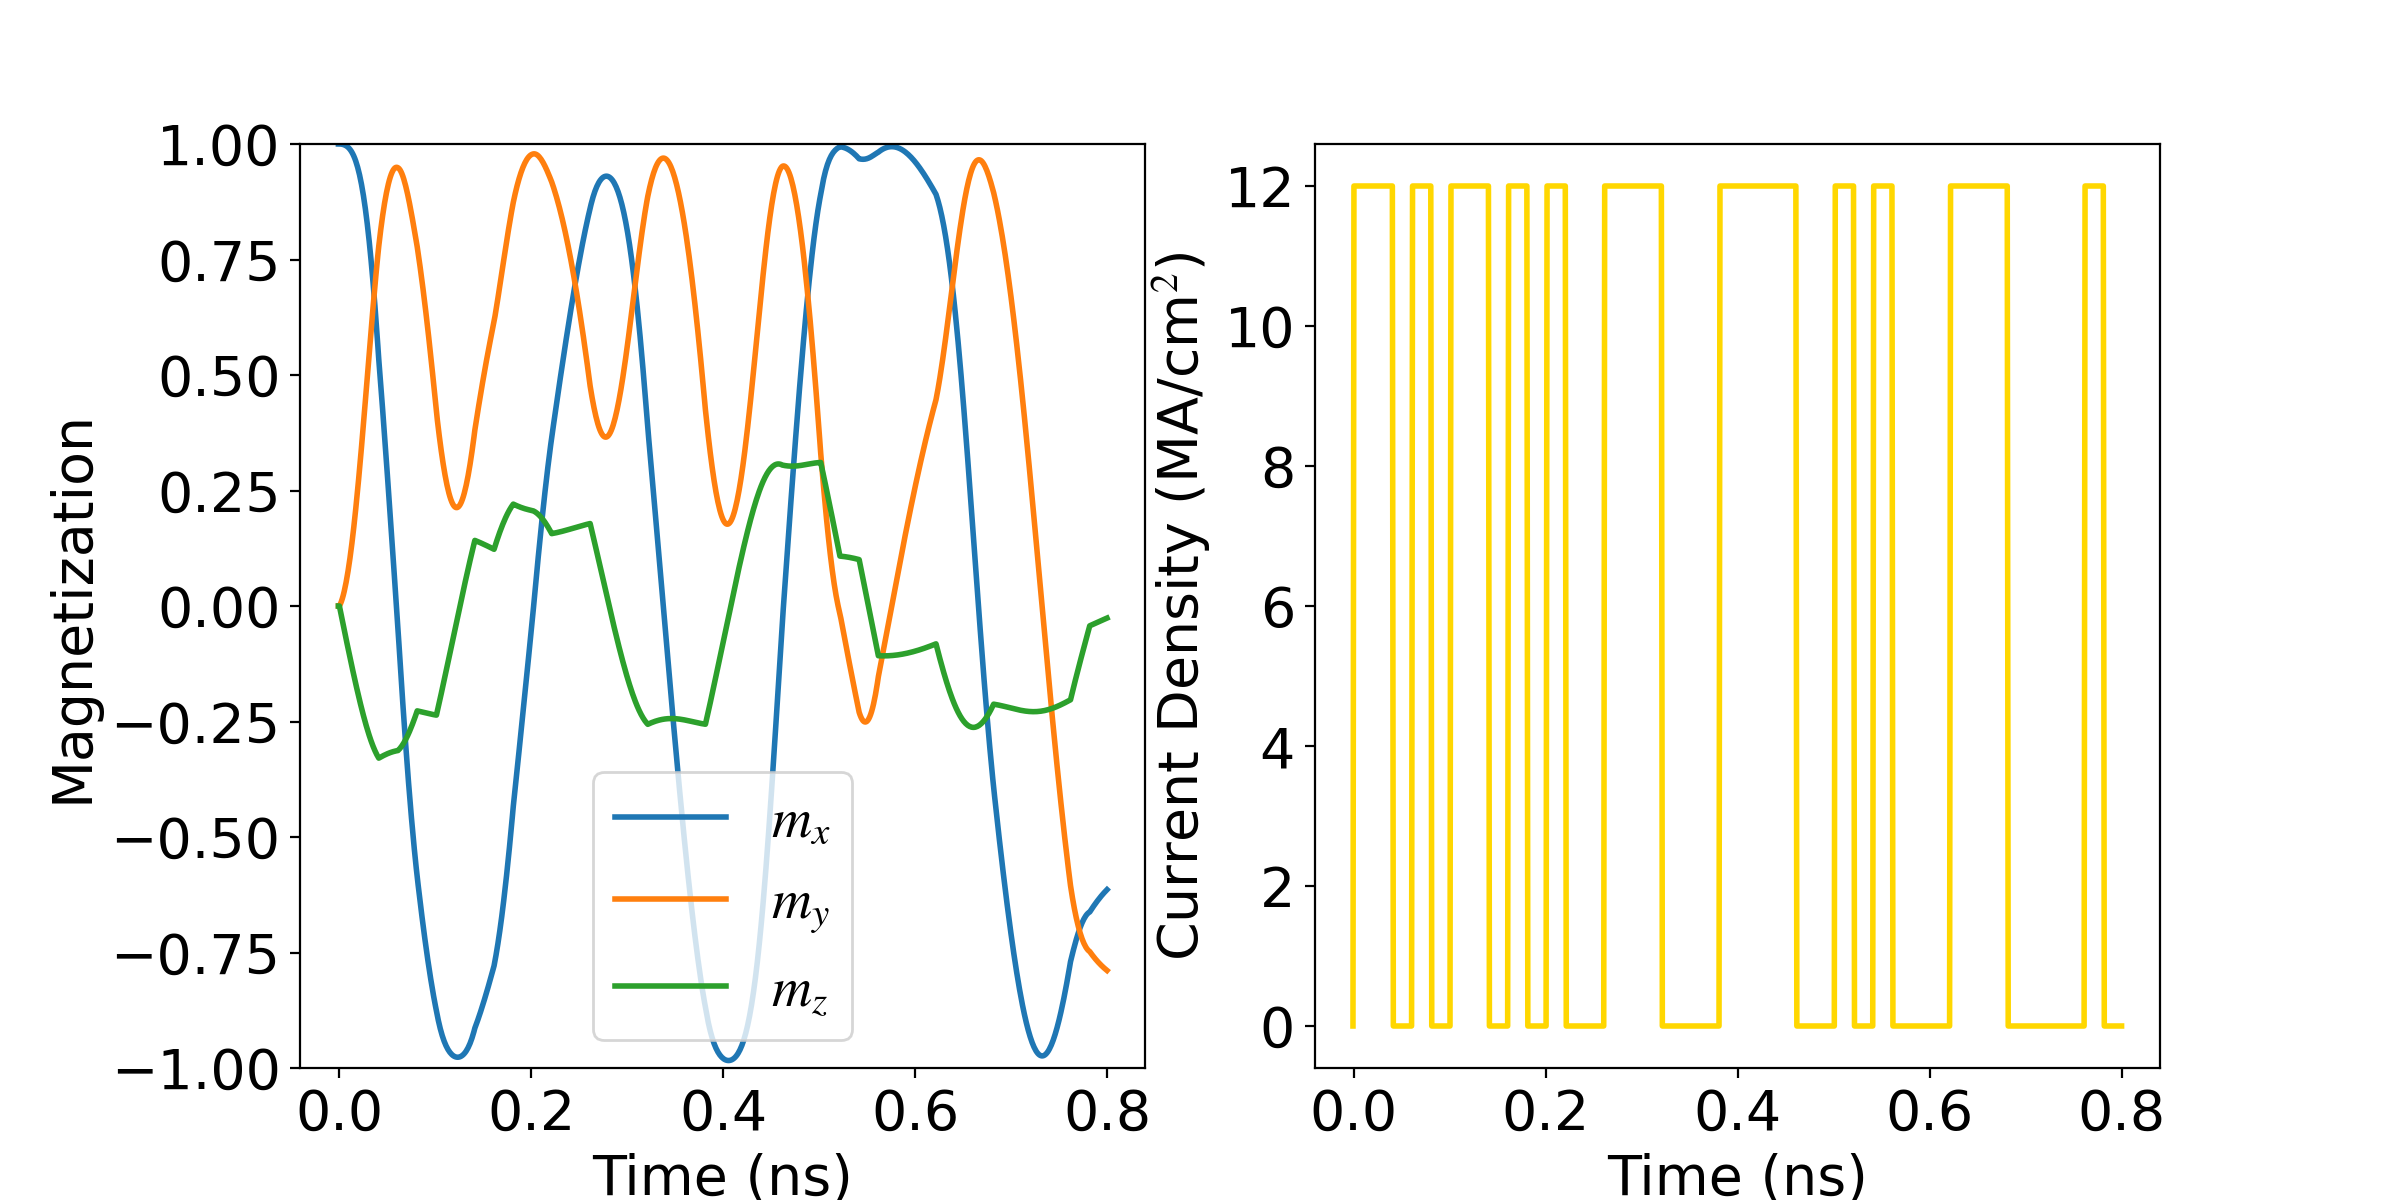 Magnetization
1.00
0.75
0.50
0.25
0.00
−0.25
−0.50
−0.75
−1.00
0.0 0.2 0.4 0.6 0.8
Time (ns)
m_x
m_y
m_z
Current Density (MA/cm²)
12
10
8
6
4
2
0
0.0 0.2 0.4 0.6 0.8
Time (ns)